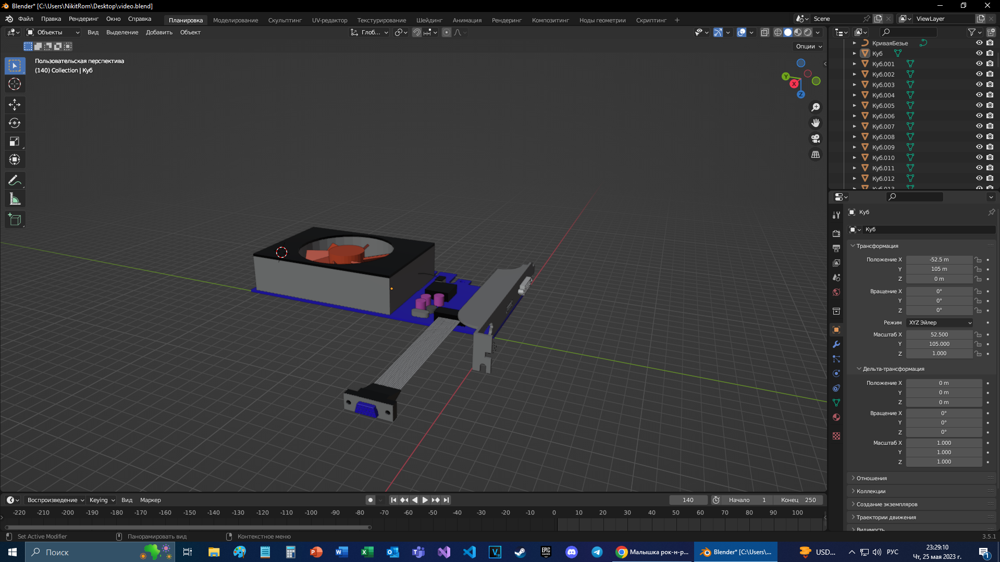 Blender* [C:\Users\NikitRom\Desktop\video.blend]
Файл Правка Рендеринг Окно Справка
Планировка Моделирование Скульптинг UV-редактор Текстурирование Шейдинг Анимация Рендеринг Композитинг Ноды геометрии Скриптинг +
Scene
ViewLayer
Объекты Вид Выделение Добавить Объект
Глоб...
Опции
Пользовательская перспектива
(140) Collection | Куб
Y
X
Z
КриваяБезье
Куб
Куб.001
Куб.002
Куб.003
Куб.004
Куб.005
Куб.006
Куб.007
Куб.008
Куб.009
Куб.010
Куб.011
Куб.012
Куб.013
Куб
Куб
Трансформация
Положение X -52.5 m
Y 105 m
Z 0 m
Вращение X 0°
Y 0°
Z 0°
Режим XYZ Эйлер
Масштаб X 52.500
Y 105.000
Z 1.000
Дельта-трансформация
Положение X 0 m
Y 0 m
Z 0 m
Вращение X 0°
Y 0°
Z 0°
Масштаб X 1.000
Y 1.000
Z 1.000
Отношения
Коллекции
Создание экземпляров
Траектории движения
Видимость
Воспроизведение Keying Вид Маркер
140 Начало 1 Конец 250
-220 -210 -200 -190 -180 -170 -160 -150 -140 -130 -120 -110 -100 -90 -80 -70 -60 -50 -40 -30 -20 -10 0 10 20 30 40 50 60 70 80 90 100
Set Active Modifier Панорамировать вид Контекстное меню
3.5.1
Поиск
Малышка рок-н-р...
Blender* [C:\Users\...
USD...
РУС
23:29:10
Чт, 25 мая 2023 г.
1